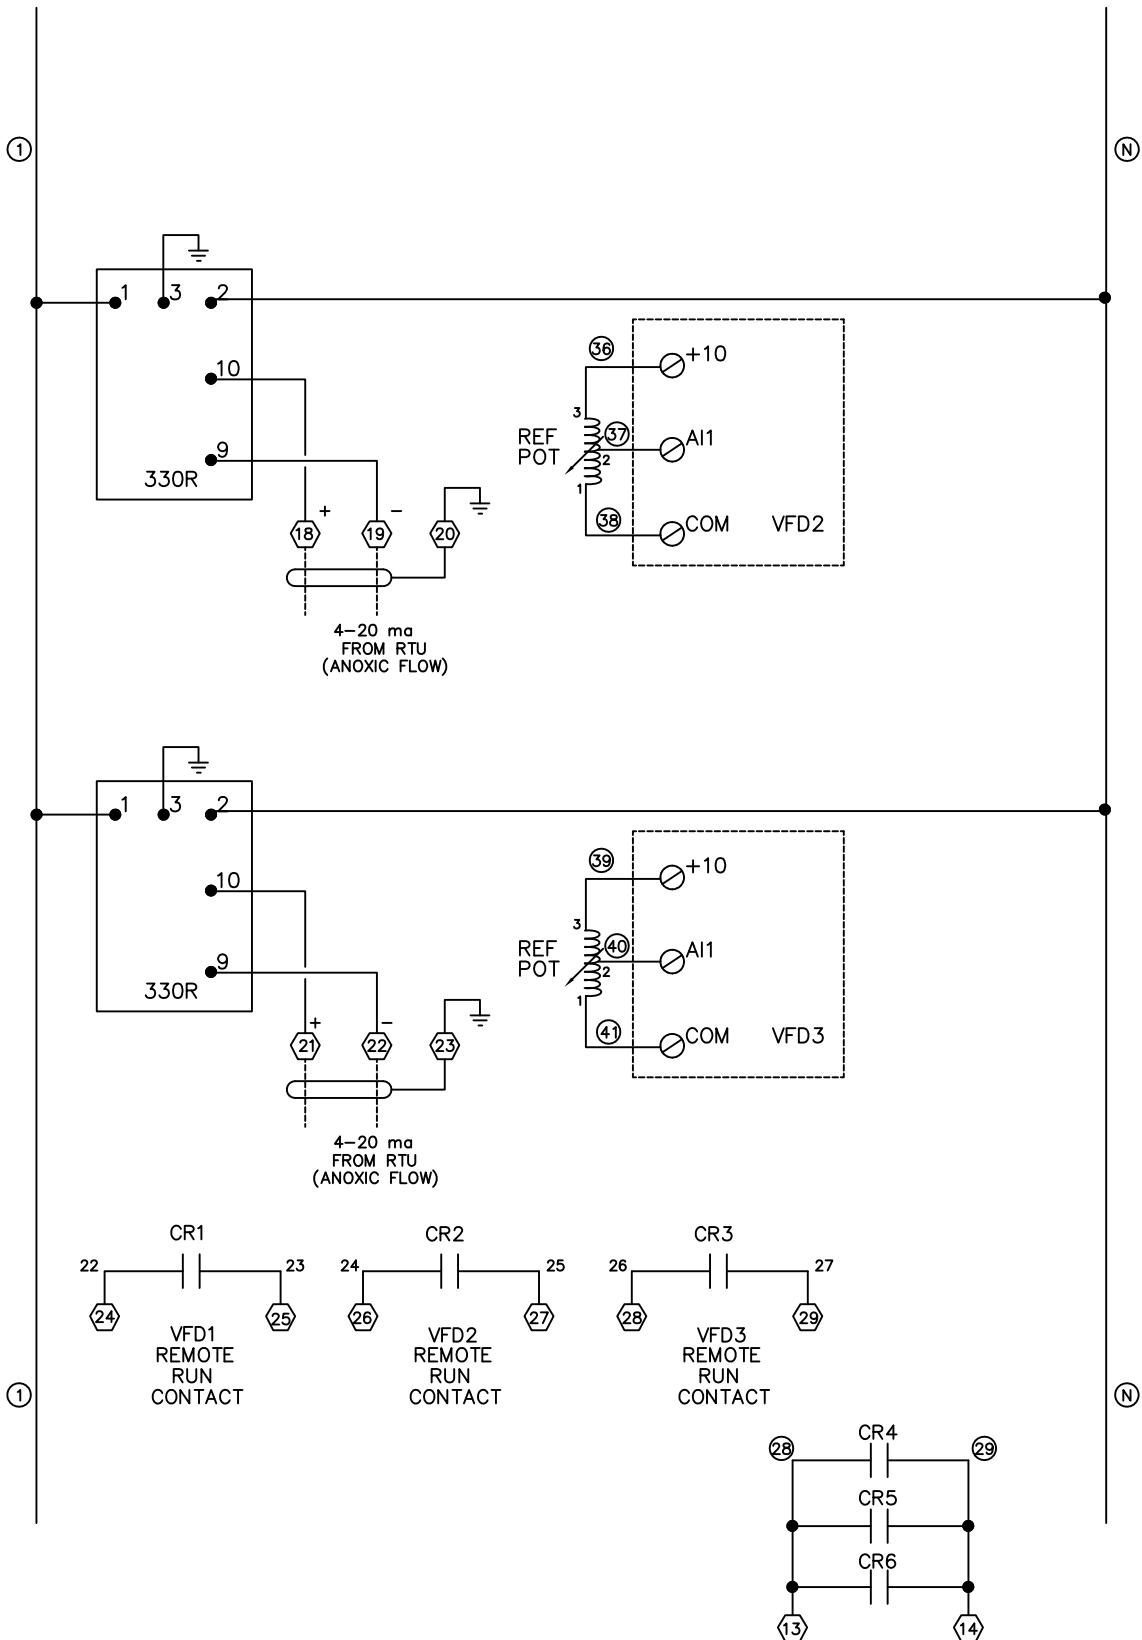 1 N
1 3 2
10
9
330R
+ −
18 19 20
4−20 ma
FROM RTU
(ANOXIC FLOW)
36 +10
3
REF
POT
37 AI1
2
1
38 COM VFD2
1 3 2
10
9
330R
+ −
21 22 23
4−20 ma
FROM RTU
(ANOXIC FLOW)
39 +10
3
REF
POT
40 AI1
2
1
41 COM VFD3
CR1
22 23
24 25
VFD1
REMOTE
RUN
CONTACT
CR2
24 25
26 27
VFD2
REMOTE
RUN
CONTACT
CR3
26 27
28 29
VFD3
REMOTE
RUN
CONTACT
1 N
28 CR4 29
CR5
CR6
13 14